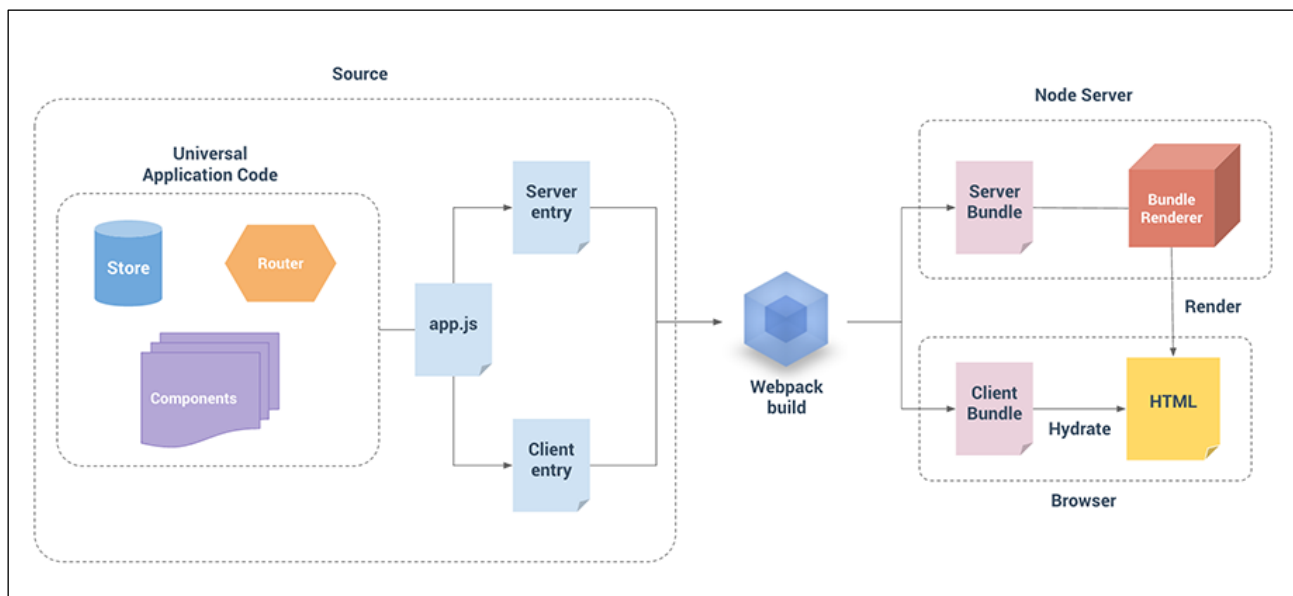 Source
Universal
Application Code
Store
Router
Components
app.js
Server
entry
Client
entry
Webpack
build
Node Server
Server
Bundle
Bundle
Renderer
Render
Client
Bundle
Hydrate
HTML
Browser